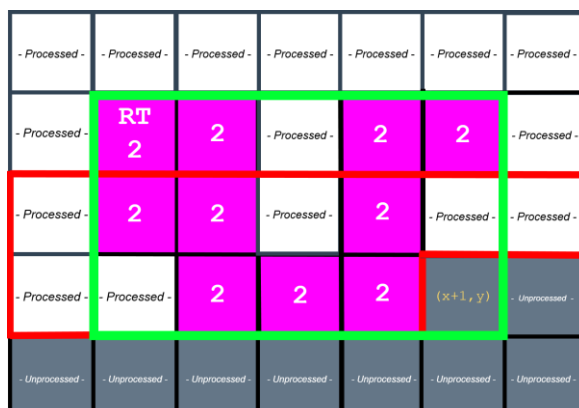 - Processed - - Processed - - Processed - - Processed - - Processed - - Processed - - Processed -
RT
- Processed - 2 2 - Processed - 2 2 - Processed -
- Processed - 2 2 - Processed - 2 - Processed - - Processed -
- Processed - - Processed - 2 2 2 (x+1,y) - Unprocessed -
- Unprocessed - - Unprocessed - - Unprocessed - - Unprocessed - - Unprocessed - - Unprocessed - - Unprocessed -